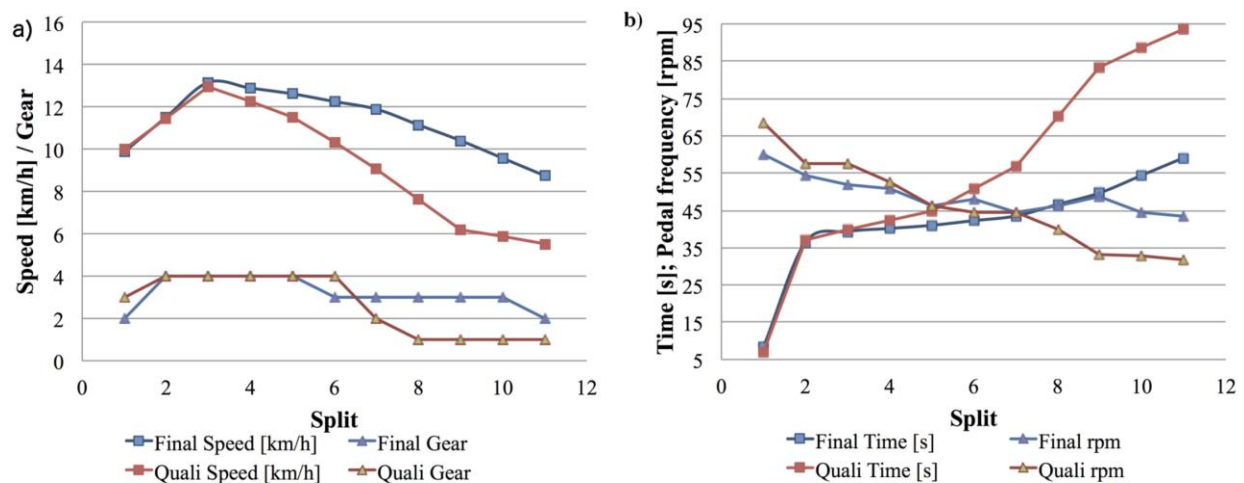 a)
Speed [km/h] / Gear
16
14
12
10
8
6
4
2
0
0 2 4 6 8 10 12
Split
Final Speed [km/h] Final Gear
Quali Speed [km/h] Quali Gear
b)
Time [s]; Pedal frequency [rpm]
95
85
75
65
55
45
35
25
15
5
0 2 4 6 8 10 12
Split
Final Time [s] Final rpm
Quali Time [s] Quali rpm